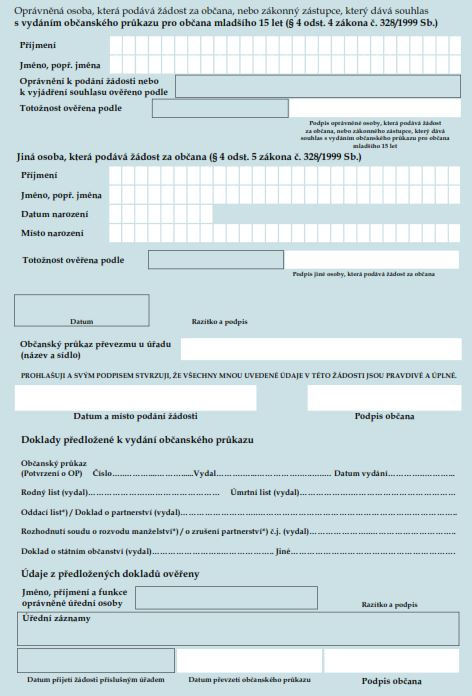 Oprávněná osoba, která podává žádost za občana, nebo zákonný zástupce, který dává souhlas
s vydáním občanského průkazu pro občana mladšího 15 let (§ 4 odst. 4 zákona č. 328/1999 Sb.)
Příjmení
Jméno, popř. jména
Oprávnění k podání žádosti nebo
k vyjádření souhlasu ověřeno podle
Totožnost ověřena podle
Podpis oprávněné osoby, která podává žádost
za občana, nebo zákonného zástupce, který dává
souhlas s vydáním občanského průkazu pro občana
mladšího 15 let
Jiná osoba, která podává žádost za občana (§ 4 odst. 5 zákona č. 328/1999 Sb.)
Příjmení
Jméno, popř. jména
Datum narození
Místo narození
Totožnost ověřena podle
Podpis jiné osoby, která podává žádost za občana
Datum Razítko a podpis
Občanský průkaz převezmu u úřadu
(název a sídlo)
PROHLAŠUJI A SVÝM PODPISEM STVRZUJI, ŽE VŠECHNY MNOU UVEDENÉ ÚDAJE V TÉTO ŽÁDOSTI JSOU PRAVDIVÉ A ÚPLNÉ.
Datum a místo podání žádosti Podpis občana
Doklady předložené k vydání občanského průkazu
Občanský průkaz
(Potvrzení o OP) Číslo........................Vydal.................................... Datum vydání.....................
Rodný list (vydal)........................................ Úmrtní list (vydal)................................................
Oddací list*) / Doklad o partnerství (vydal)....................................................................................
Rozhodnutí soudu o rozvodu manželství*) / o zrušení partnerství*) č.j. (vydal)............................................
Doklad o státním občanství (vydal)..................................... Jiné..................................................
Údaje z předložených dokladů ověřeny
Jméno, příjmení a funkce
oprávněné úřední osoby Razítko a podpis
Úřední záznamy
Datum přijetí žádosti příslušným úřadem Datum převzetí občanského průkazu Podpis občana